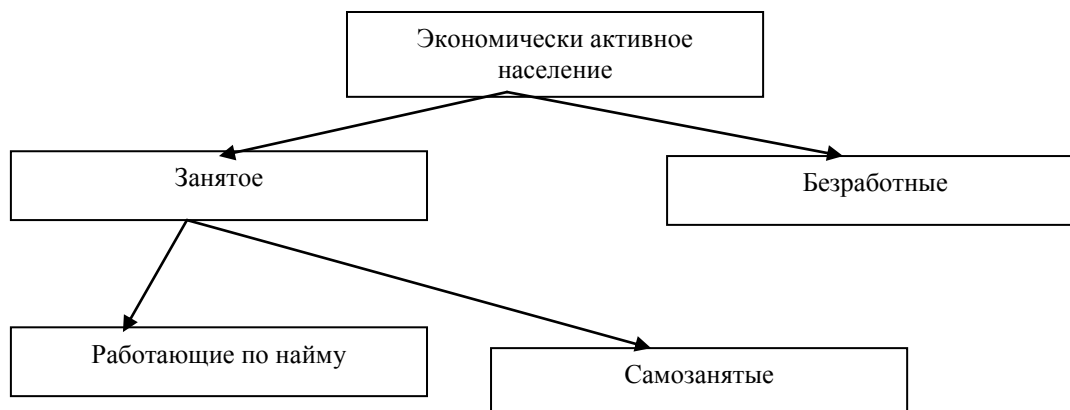 Экономически активное
население
Занятое
Безработные
Работающие по найму
Самозанятые